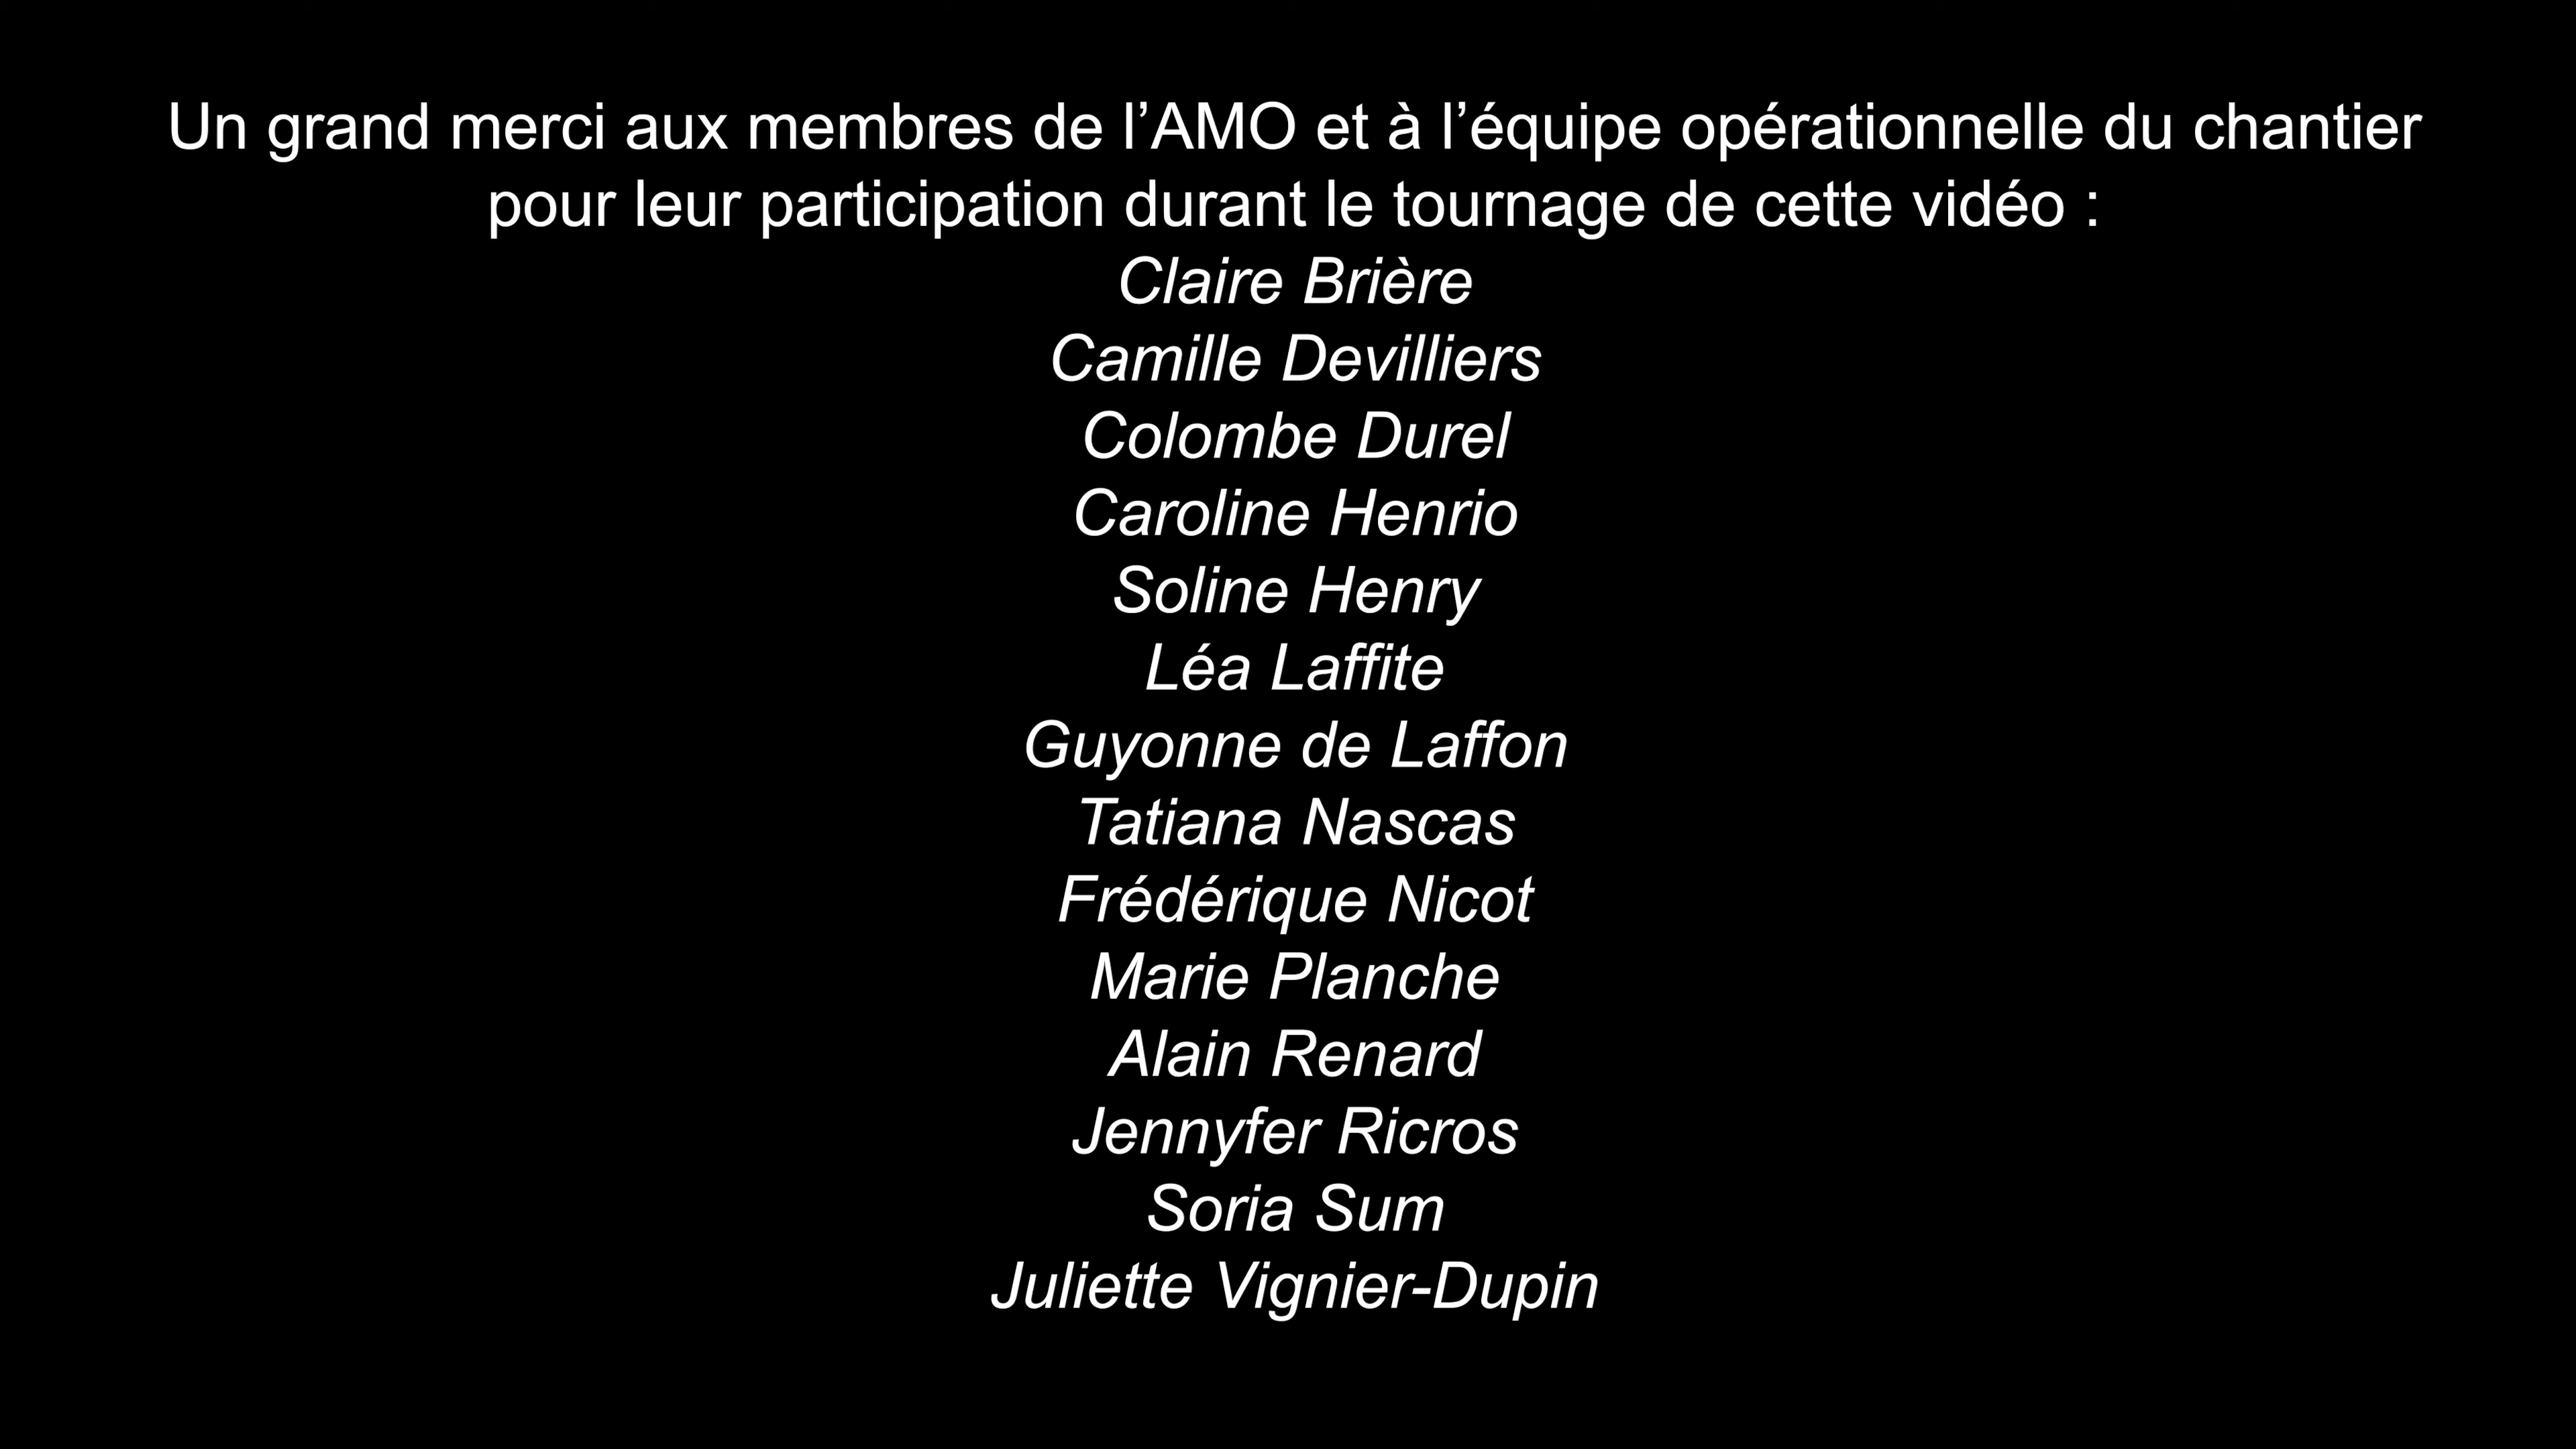 Un grand merci aux membres de l’AMO et à l’équipe opérationnelle du chantier
pour leur participation durant le tournage de cette vidéo :
Claire Brière
Camille Devilliers
Colombe Durel
Caroline Henrio
Soline Henry
Léa Laffite
Guyonne de Laffon
Tatiana Nascas
Frédérique Nicot
Marie Planche
Alain Renard
Jennyfer Ricros
Soria Sum
Juliette Vignier-Dupin